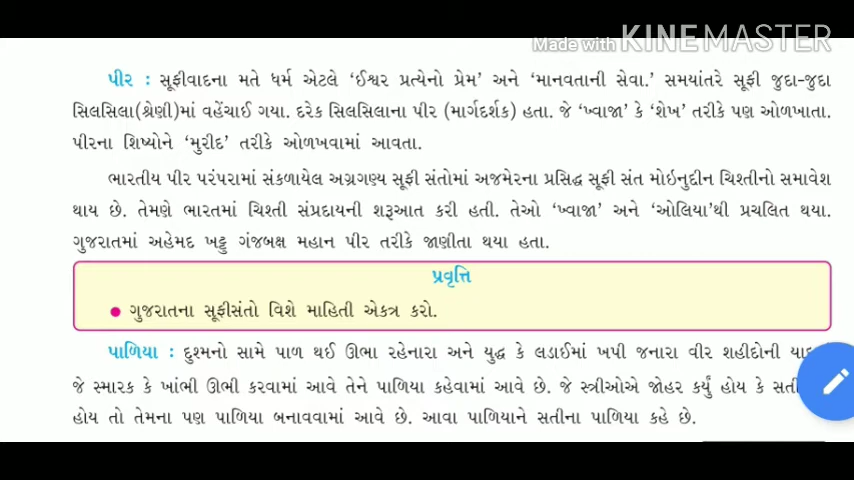 Made with KINEMASTER
પીર : સૂફીવાદના મતે ધર્મ એટલે ‘ઈશ્વર પ્રત્યેનો પ્રેમ’ અને ‘માનવતાની સેવા.’ સમયાંતરે સૂફી જુદા-જુદા
સિલસિલા(શ્રેણી)માં વહેંચાઈ ગયા. દરેક સિલસિલાના પીર (માર્ગદર્શક) હતા. જે ‘ખ્વાજા’ કે ‘શેખ’ તરીકે પણ ઓળખાતા.
પીરના શિષ્યોને ‘મુરીદ’ તરીકે ઓળખવામાં આવતા.
ભારતીય પીર પરંપરામાં સંકળાયેલ અગ્રગણ્ય સૂફી સંતોમાં અજમેરના પ્રસિદ્ધ સૂફી સંત મોઇનુદ્દીન ચિશ્તીનો સમાવેશ
થાય છે. તેમણે ભારતમાં ચિશ્તી સંપ્રદાયની શરૂઆત કરી હતી. તેઓ ‘ખ્વાજા’ અને ‘ઓલિયા’થી પ્રચલિત થયા.
ગુજરાતમાં અહેમદ ખટ્ટુ ગંજબક્ષ મહાન પીર તરીકે જાણીતા થયા હતા.
પ્રવૃત્તિ
● ગુજરાતના સૂફીસંતો વિશે માહિતી એકત્ર કરો.
પાળિયા : દુશ્મનો સામે પાળ થઈ ઊભા રહેનારા અને યુદ્ધ કે લડાઈમાં ખપી જનારા વીર શહીદોની
જે સ્મારક કે ખાંભી ઊભી કરવામાં આવે તેને પાળિયા કહેવામાં આવે છે. જે સ્ત્રીઓએ જોહર કર્યું હોય કે
હોય તો તેમના પણ પાળિયા બનાવવામાં આવે છે. આવા પાળિયાને સતીના પાળિયા કહે છે.